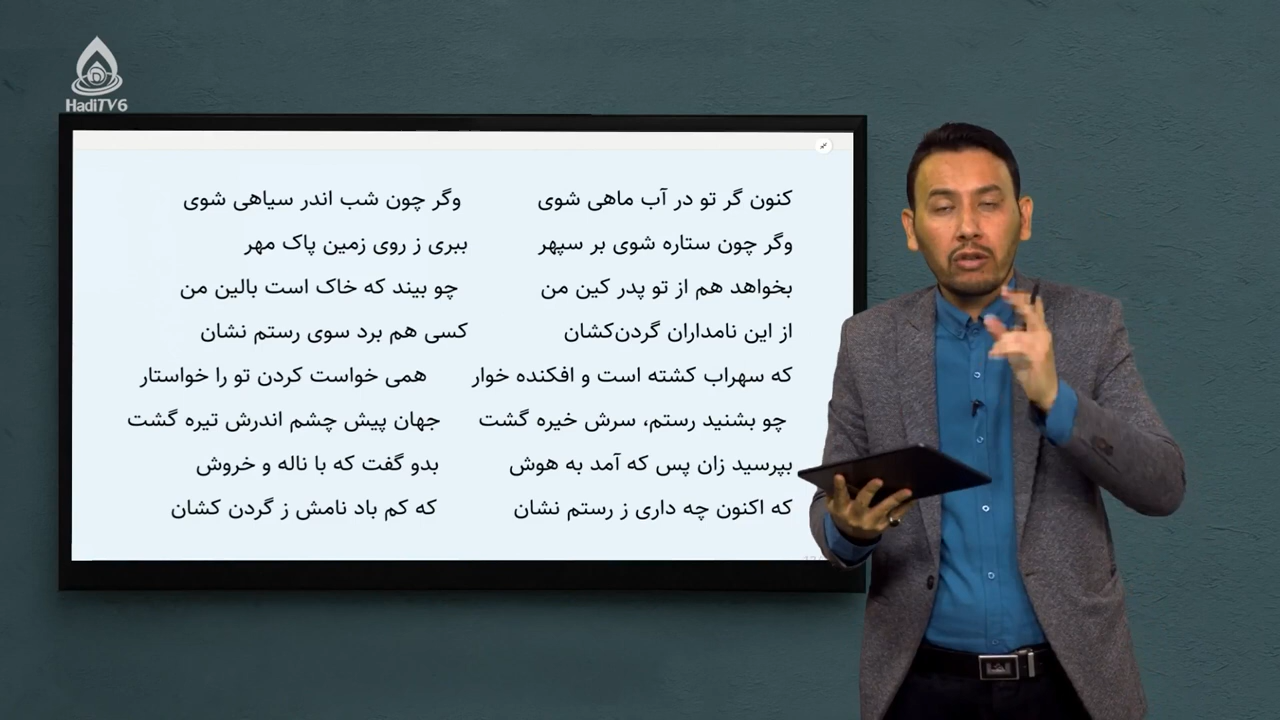 HadiTV6
کنون گر تو در آب ماهی شوی وگر چون شب اندر سیاهی شوی
وگر چون ستاره شوی بر سپهر ببری ز روی زمین پاک مهر
بخواهد هم از تو پدر کین من چو بیند که خاک است بالین من
از این نامداران گردن‌کشان کسی هم برد سوی رستم نشان
که سهراب کشته است و افکنده خوار همی خواست کردن تو را خواستار
چو بشنید رستم، سرش خیره گشت جهان پیش چشم اندرش تیره گشت
بپرسید زان پس که آمد به هوش بدو گفت که با ناله و خروش
که اکنون چه داری ز رستم نشان که کم باد نامش ز گردن کشان